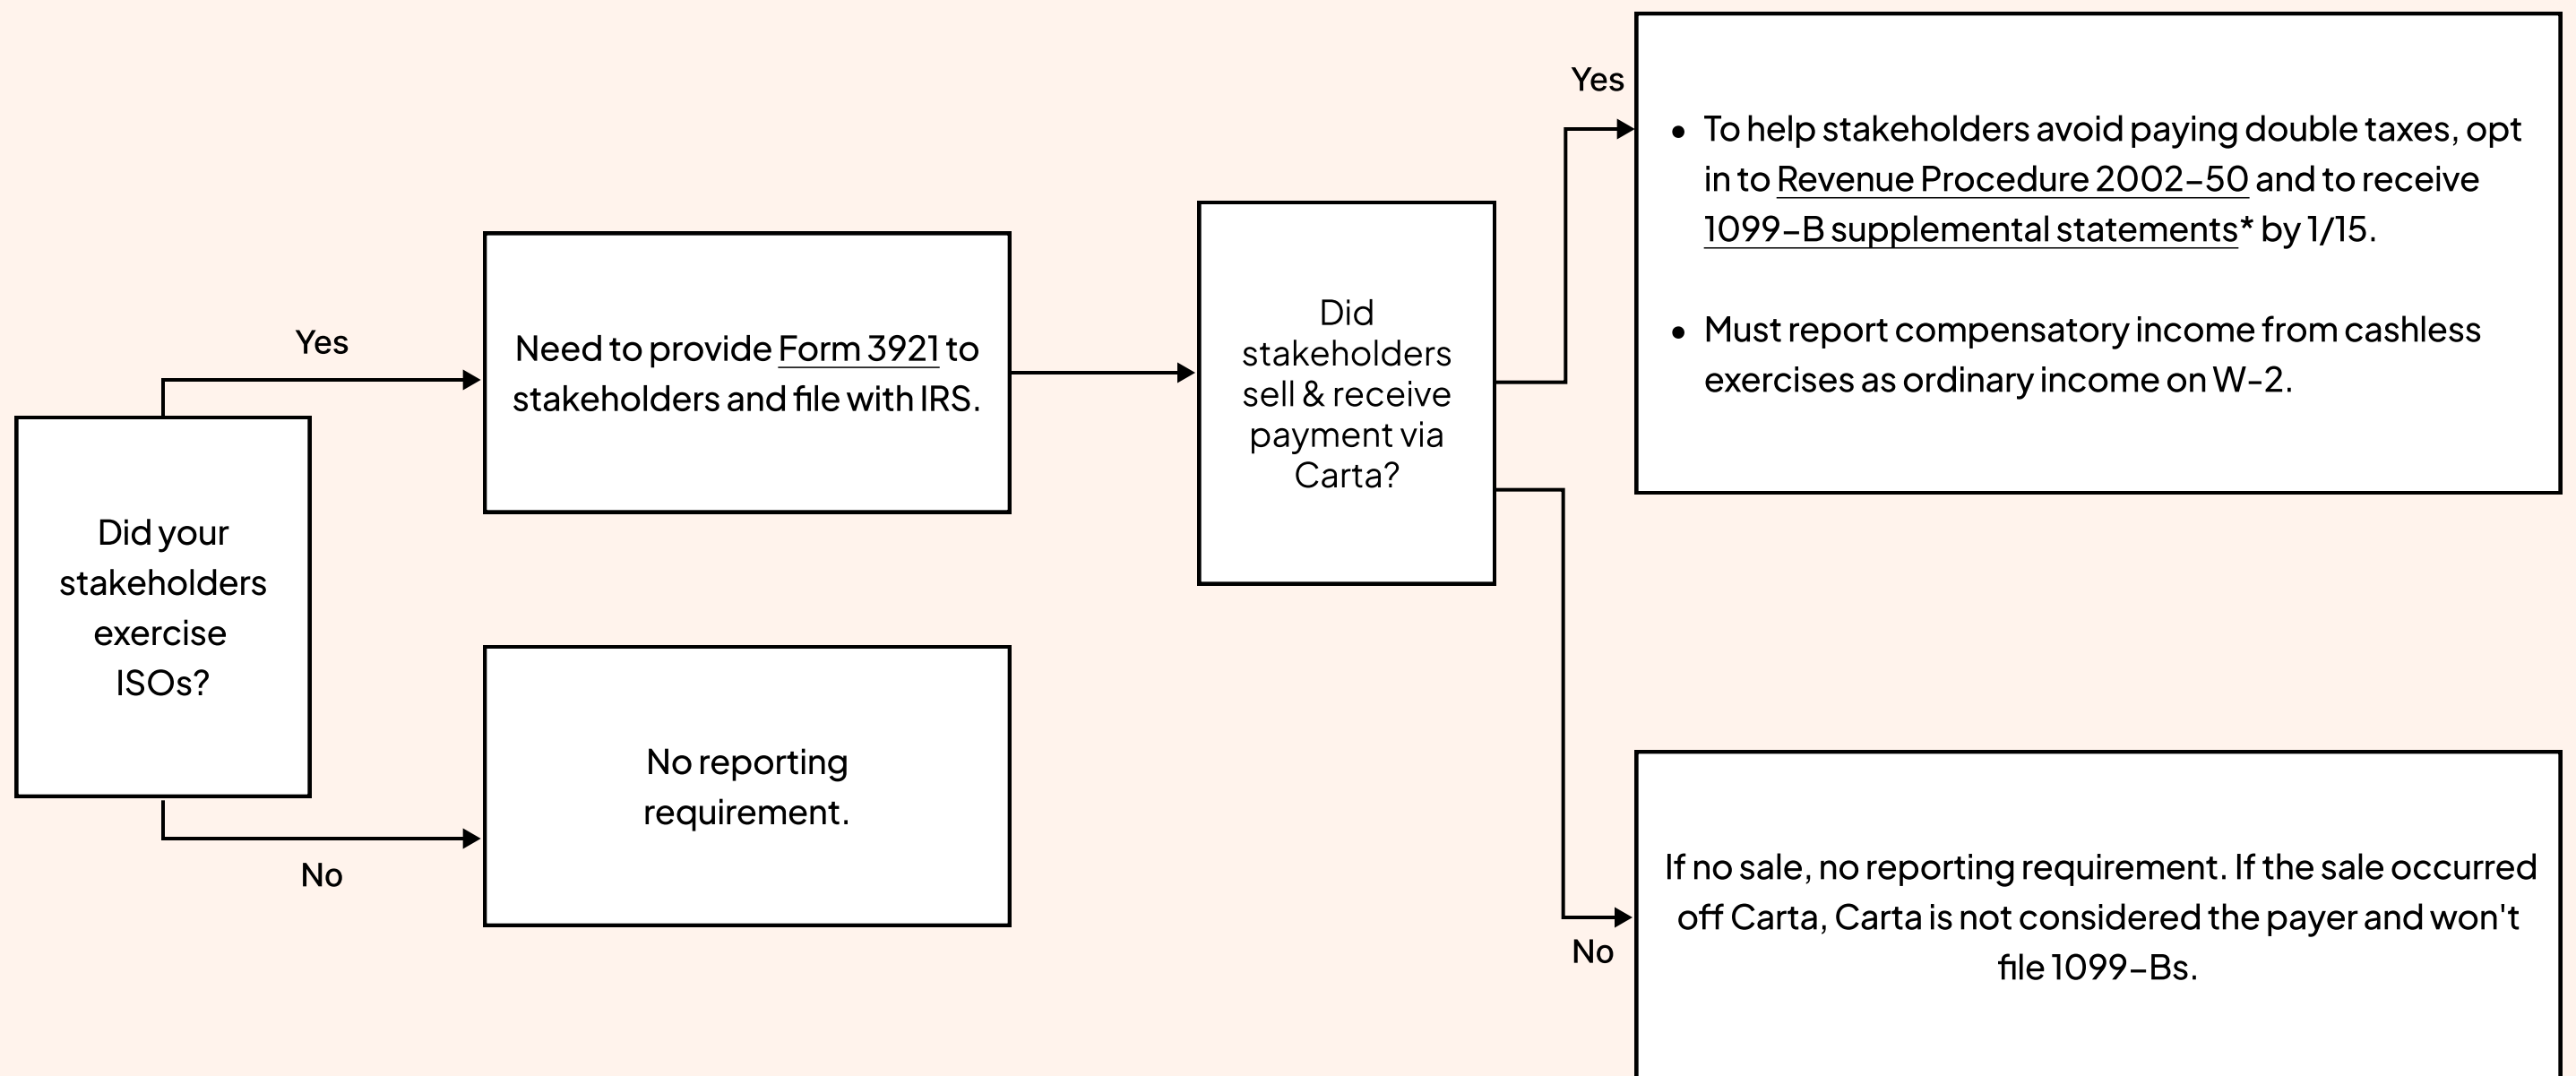 Did your
stakeholders
exercise
ISOs?
Yes
No
Need to provide Form 3921 to
stakeholders and file with IRS.
No reporting
requirement.
Did
stakeholders
sell & receive
payment via
Carta?
Yes
No
• To help stakeholders avoid paying double taxes, opt
in to Revenue Procedure 2002–50 and to receive
1099–B supplemental statements* by 1/15.
• Must report compensatory income from cashless
exercises as ordinary income on W-2.
If no sale, no reporting requirement. If the sale occurred
off Carta, Carta is not considered the payer and won't
file 1099–Bs.